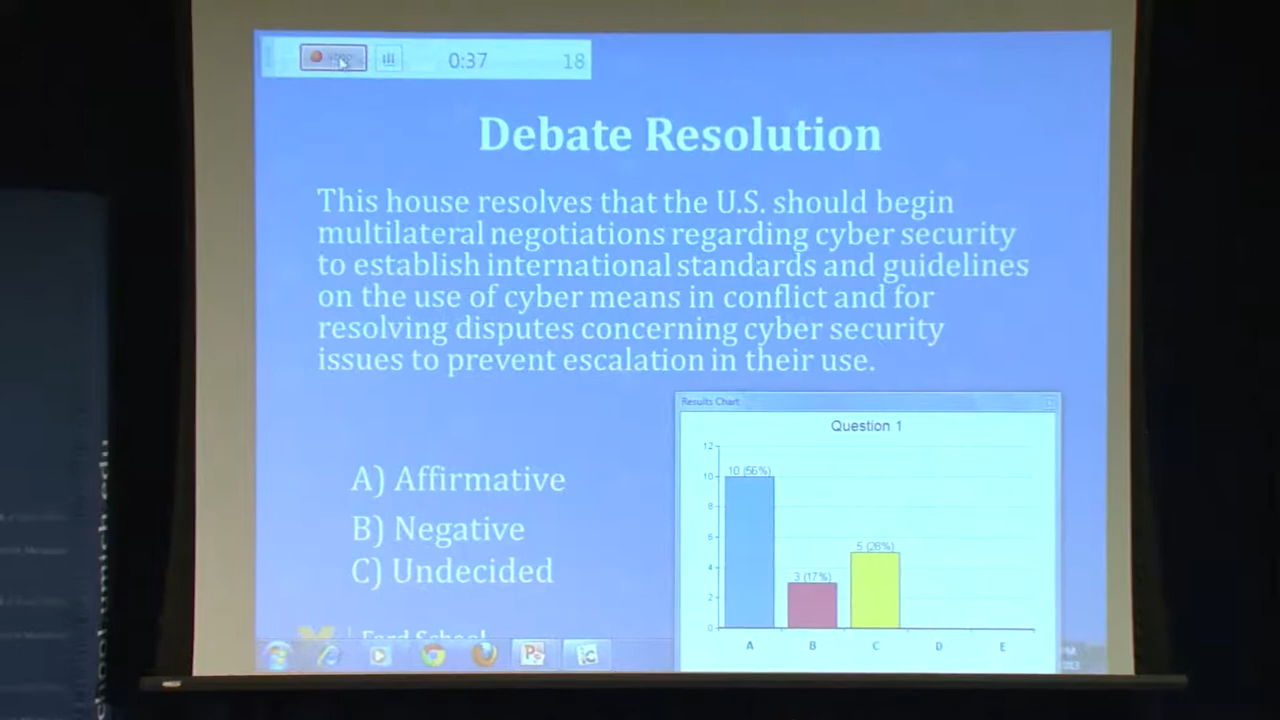 0:37 18
Debate Resolution
This house resolves that the U.S. should begin
multilateral negotiations regarding cyber security
to establish international standards and guidelines
on the use of cyber means in conflict and for
resolving disputes concerning cyber security
issues to prevent escalation in their use.
A) Affirmative
B) Negative
C) Undecided
Ford School
Results Chart
Question 1
12
10
8
6
4
2
0
10 (56%)
3 (17%)
5 (28%)
A B C D E
umich.edu